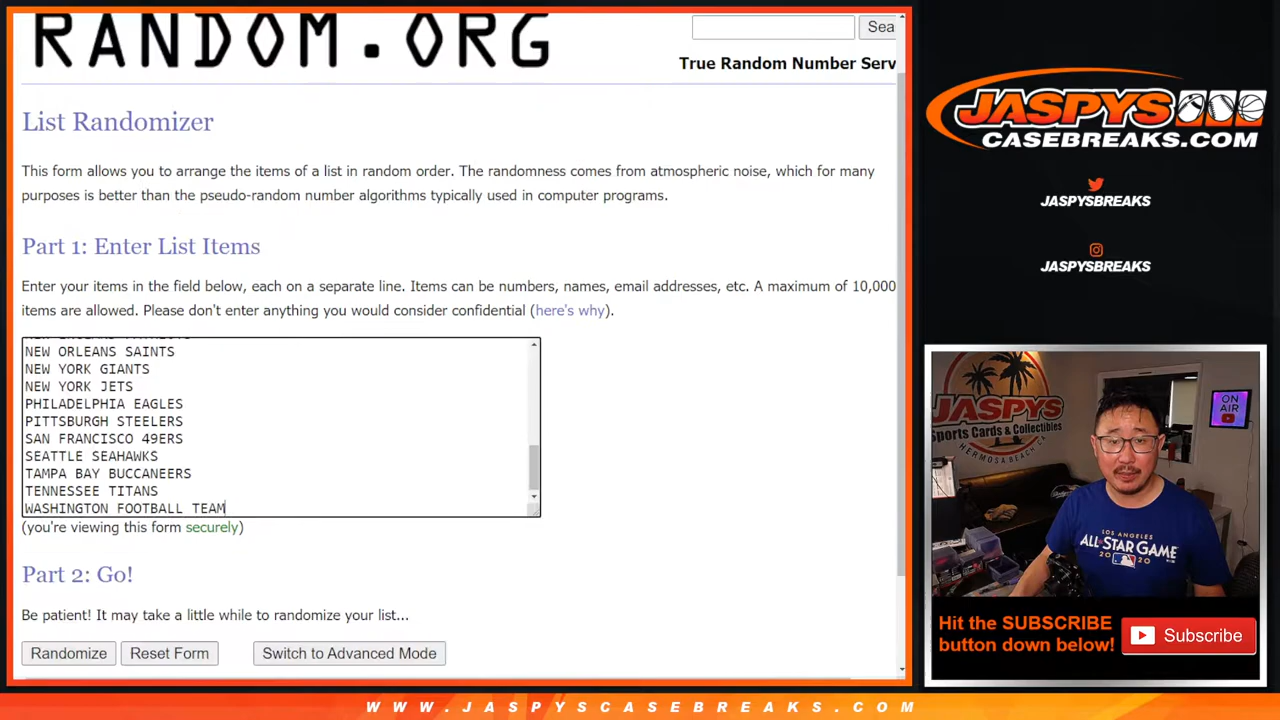 RANDOM.ORG
Sea
True Random Number Serv
List Randomizer
This form allows you to arrange the items of a list in random order. The randomness comes from atmospheric noise, which for many
purposes is better than the pseudo-random number algorithms typically used in computer programs.
Part 1: Enter List Items
Enter your items in the field below, each on a separate line. Items can be numbers, names, email addresses, etc. A maximum of 10,000
items are allowed. Please don't enter anything you would consider confidential (here's why).
NEW ORLEANS SAINTS
NEW YORK GIANTS
NEW YORK JETS
PHILADELPHIA EAGLES
PITTSBURGH STEELERS
SAN FRANCISCO 49ERS
SEATTLE SEAHAWKS
TAMPA BAY BUCCANEERS
TENNESSEE TITANS
WASHINGTON FOOTBALL TEAM
(you're viewing this form securely)
Part 2: Go!
Be patient! It may take a little while to randomize your list...
Randomize
Reset Form
Switch to Advanced Mode
JASPYS
CASEBREAKS.COM
JASPYSBREAKS
JASPYSBREAKS
JASPYS
Sports Cards & Collectibles
HERMOSA BEACH CA
ON
AIR
LOS ANGELES
ALL-STAR GAME
2020
Hit the SUBSCRIBE
button down below!
Subscribe
WWW.JASPYSCASEBREAKS.COM